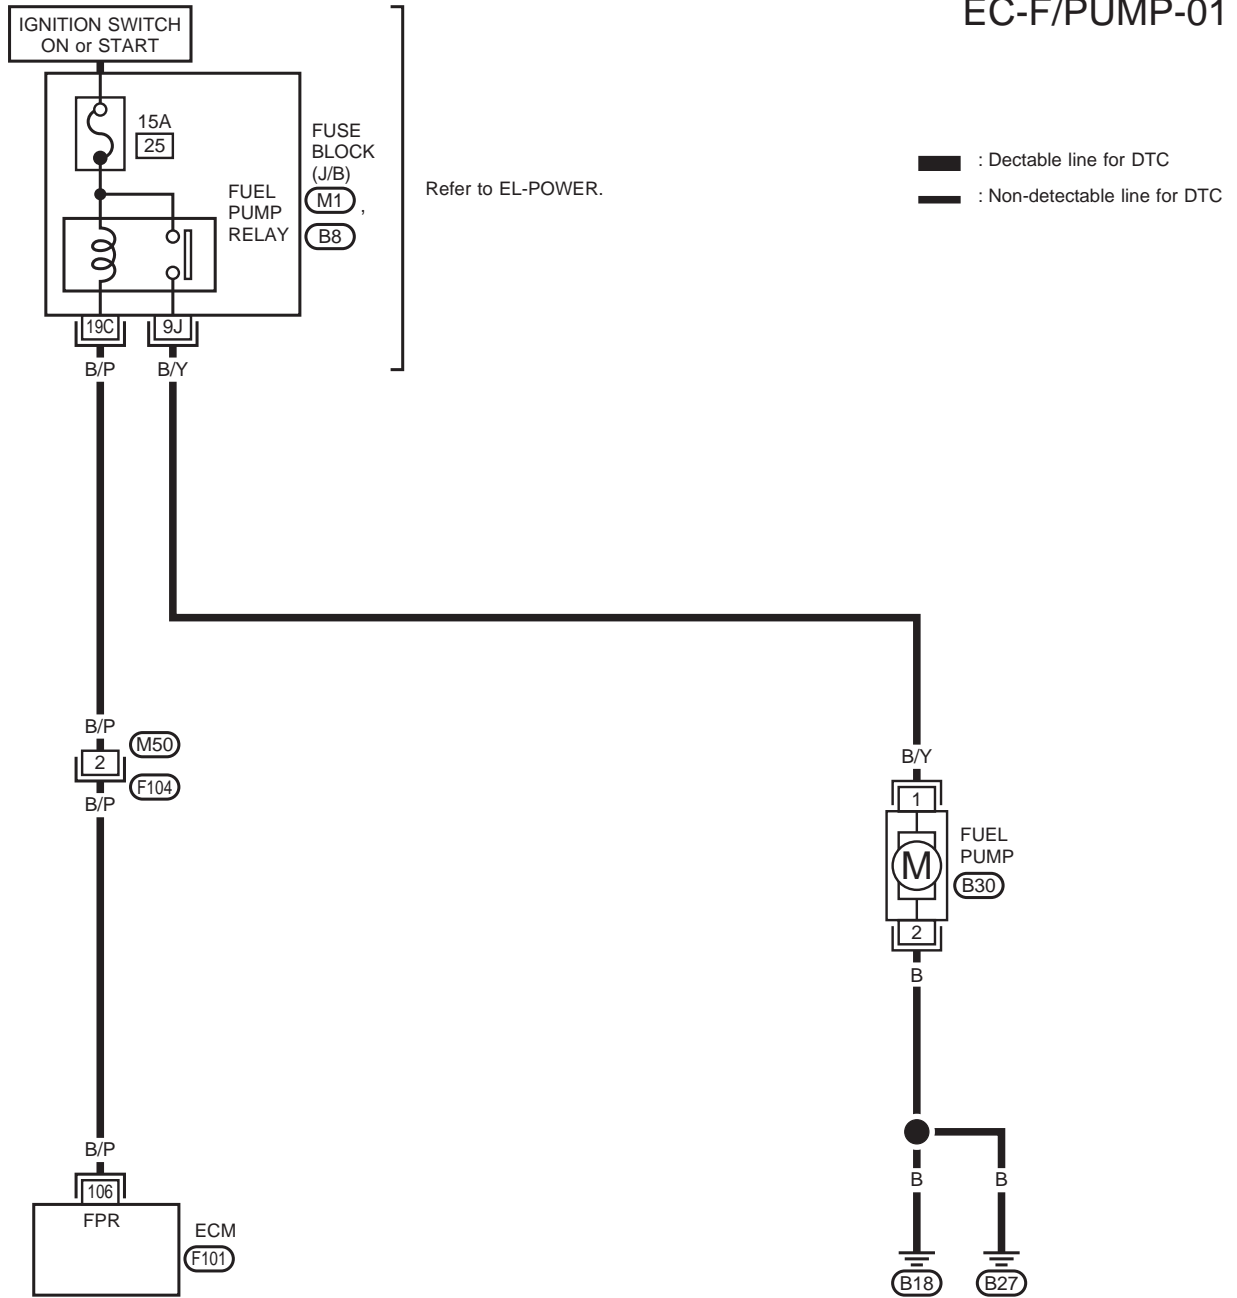 EC-F/PUMP-01
IGNITION SWITCH
ON or START
15A
25
FUSE
BLOCK
(J/B)
M1 ,
B8
FUEL
PUMP
RELAY
Refer to EL-POWER.
: Dectable line for DTC
: Non-detectable line for DTC
19C
9J
B/P
B/Y
B/P
M50
2
F104
B/P
B/Y
1
FUEL
PUMP
M
B30
2
B
B/P
106
FPR
ECM
F101
B
B
B18
B27